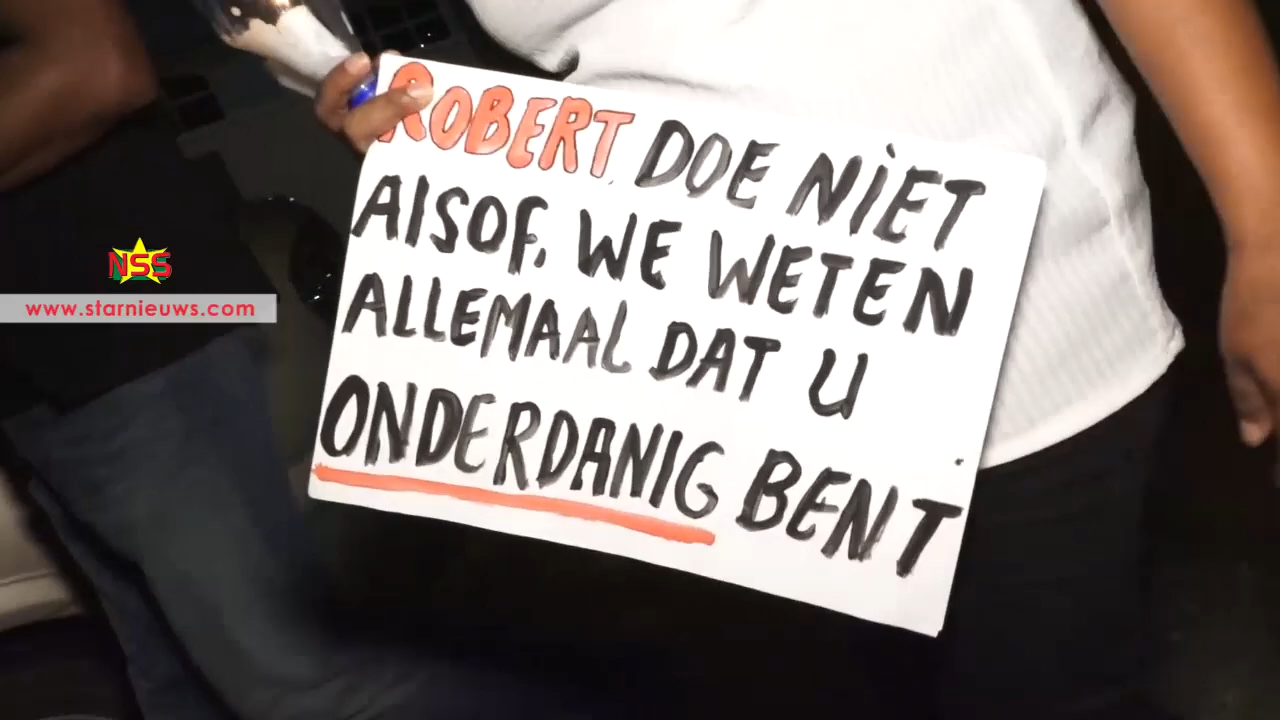 ROBERT DOE NIET
AlSOF. WE WETEN
ALLEMAAL DAT U
ONDERDANIG BENT
NSS
www.starnieuws.com